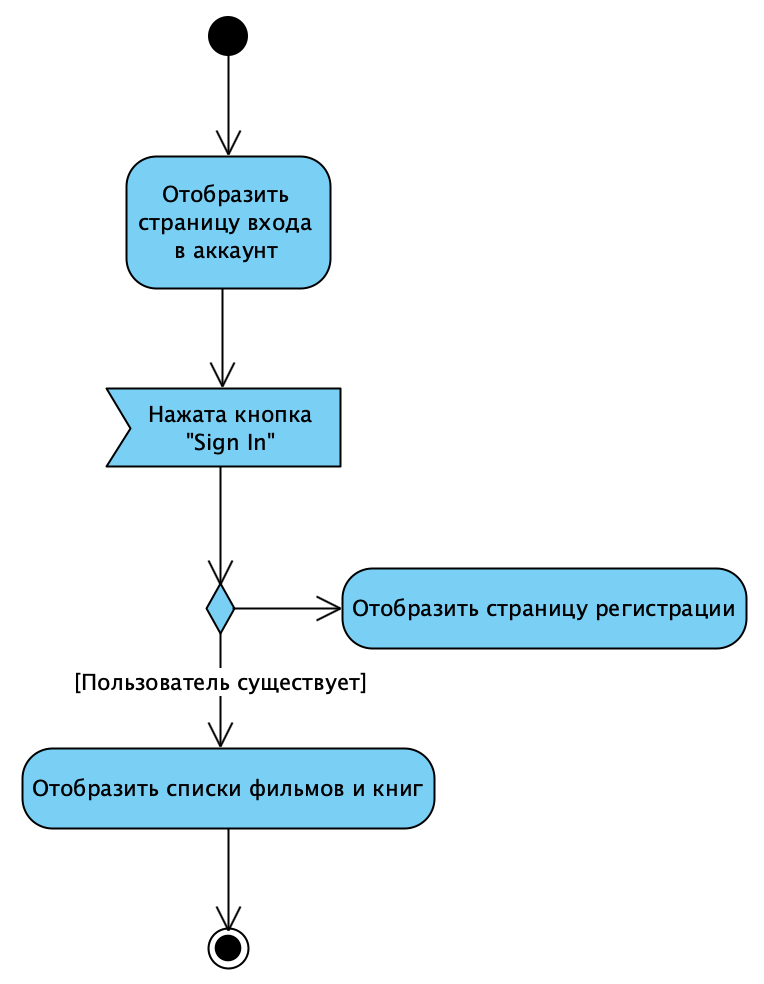 Отобразить
страницу входа
в аккаунт
Нажата кнопка
"Sign In"
Отобразить страницу регистрации
[Пользователь существует]
Отобразить списки фильмов и книг